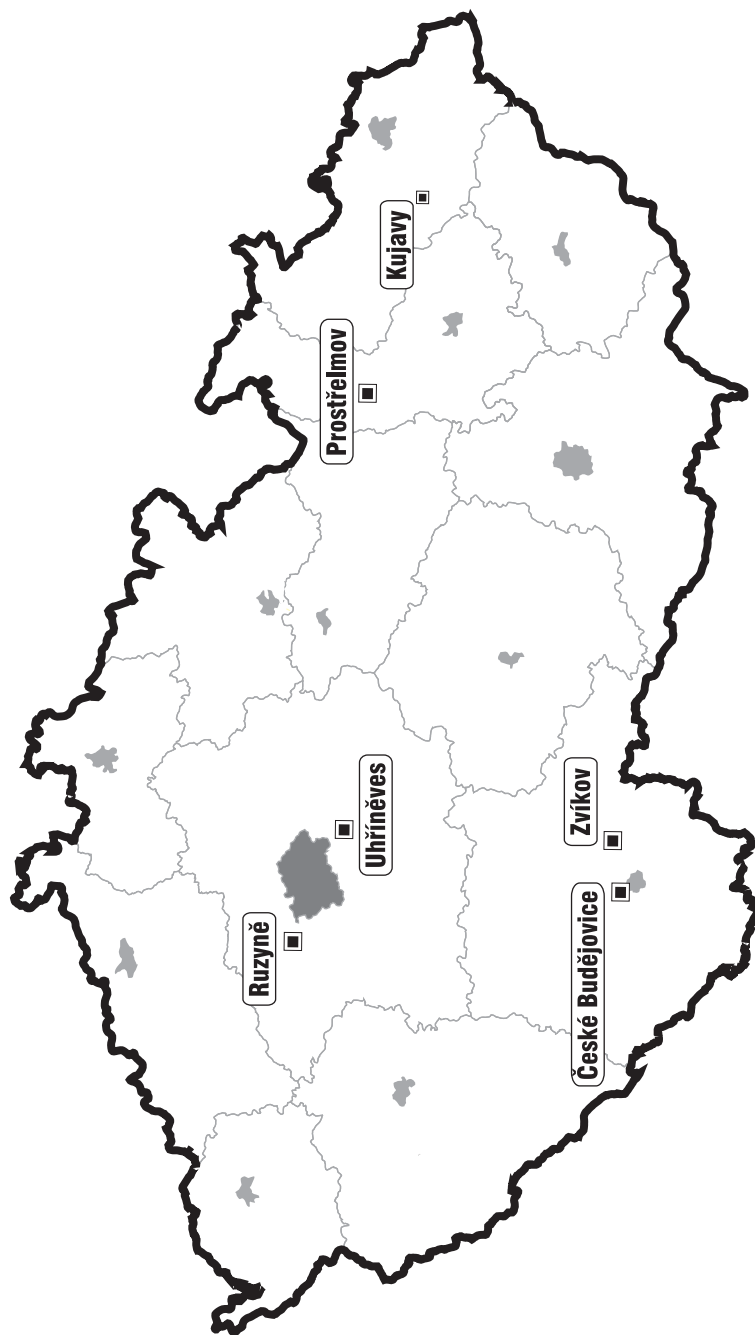 Ruzyně
Uhříněves
Prostřelmov
Kujavy
České Budějovice
Zvíkov